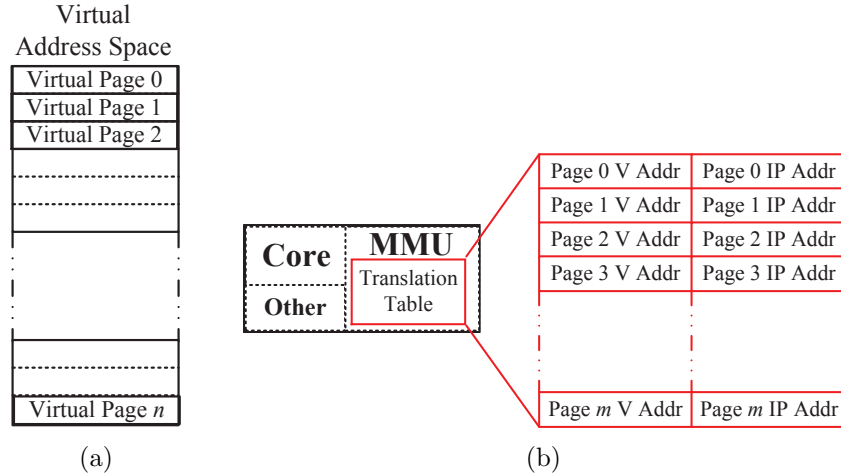 Virtual
Address Space
Virtual Page 0
Virtual Page 1
Virtual Page 2
Virtual Page n
(a)
Core
Other
MMU
Translation
Table
Page 0 V Addr Page 0 IP Addr
Page 1 V Addr Page 1 IP Addr
Page 2 V Addr Page 2 IP Addr
Page 3 V Addr Page 3 IP Addr
Page m V Addr Page m IP Addr
(b)